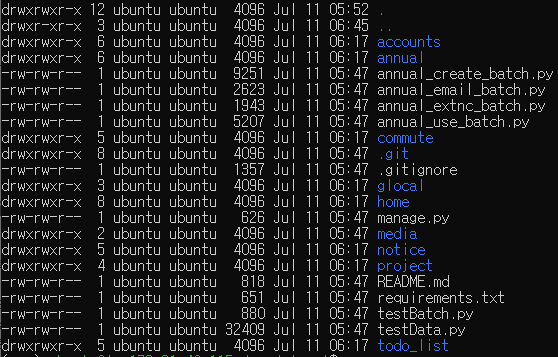 drwxrwxr-x 12 ubuntu ubuntu  4096 Jul 11 05:52 .
drwxr-xr-x  3 ubuntu ubuntu  4096 Jul 11 06:45 ..
drwxrwxr-x  6 ubuntu ubuntu  4096 Jul 11 06:17 accounts
drwxrwxr-x  6 ubuntu ubuntu  4096 Jul 11 06:17 annual
-rw-rw-r--  1 ubuntu ubuntu  9251 Jul 11 05:47 annual_create_batch.py
-rw-rw-r--  1 ubuntu ubuntu  2623 Jul 11 05:47 annual_email_batch.py
-rw-rw-r--  1 ubuntu ubuntu  1943 Jul 11 05:47 annual_extnc_batch.py
-rw-rw-r--  1 ubuntu ubuntu  5207 Jul 11 05:47 annual_use_batch.py
drwxrwxr-x  5 ubuntu ubuntu  4096 Jul 11 06:17 commute
drwxrwxr-x  8 ubuntu ubuntu  4096 Jul 11 05:47 .git
-rw-rw-r--  1 ubuntu ubuntu  1357 Jul 11 05:47 .gitignore
drwxrwxr-x  3 ubuntu ubuntu  4096 Jul 11 06:17 glocal
drwxrwxr-x  8 ubuntu ubuntu  4096 Jul 11 06:17 home
-rw-rw-r--  1 ubuntu ubuntu   626 Jul 11 05:47 manage.py
drwxrwxr-x  2 ubuntu ubuntu  4096 Jul 11 05:47 media
drwxrwxr-x  5 ubuntu ubuntu  4096 Jul 11 06:17 notice
drwxrwxr-x  4 ubuntu ubuntu  4096 Jul 11 06:17 project
-rw-rw-r--  1 ubuntu ubuntu   818 Jul 11 05:47 README.md
-rw-rw-r--  1 ubuntu ubuntu   651 Jul 11 05:47 requirements.txt
-rw-rw-r--  1 ubuntu ubuntu   880 Jul 11 05:47 testBatch.py
-rw-rw-r--  1 ubuntu ubuntu 32409 Jul 11 05:47 testData.py
drwxrwxr-x  5 ubuntu ubuntu  4096 Jul 11 06:17 todo_list